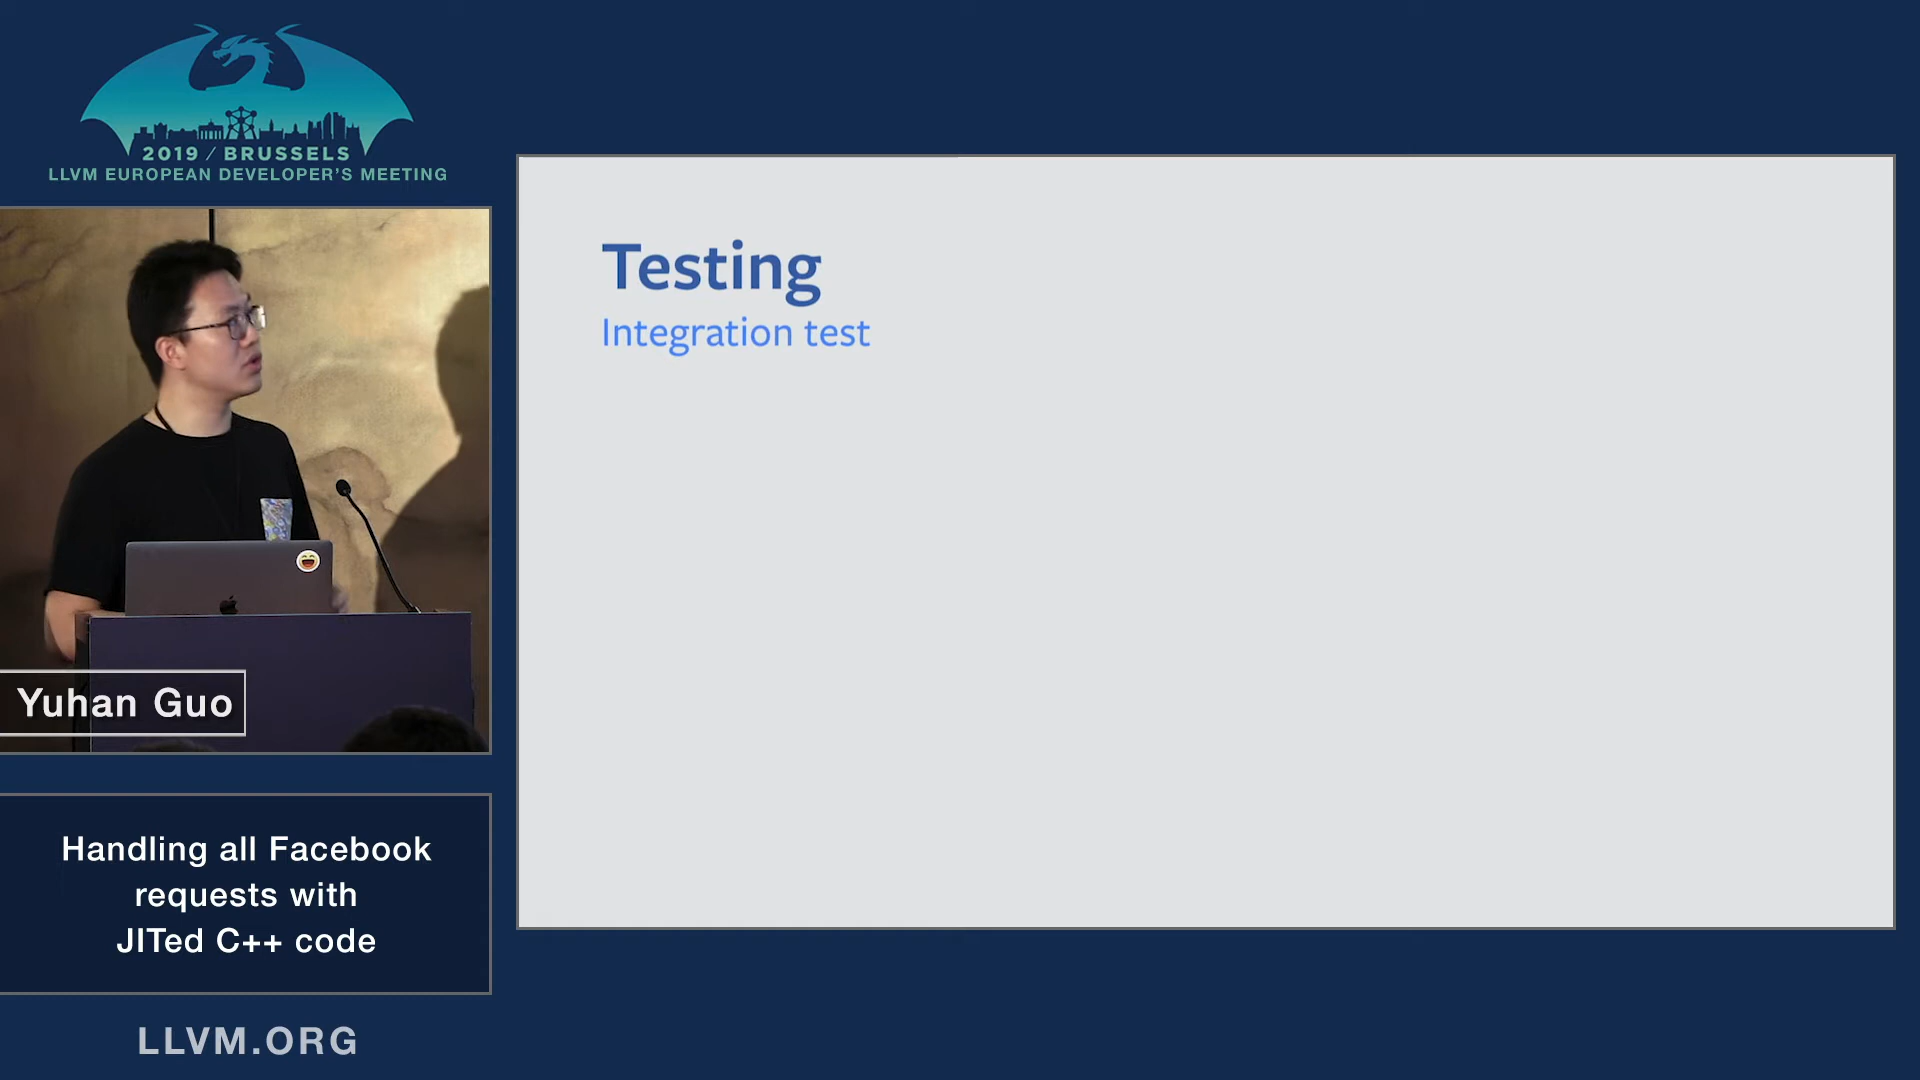 2019 / BRUSSELS
LLVM EUROPEAN DEVELOPER'S MEETING
Testing
Integration test
Yuhan Guo
Handling all Facebook
requests with
JITed C++ code
LLVM.ORG